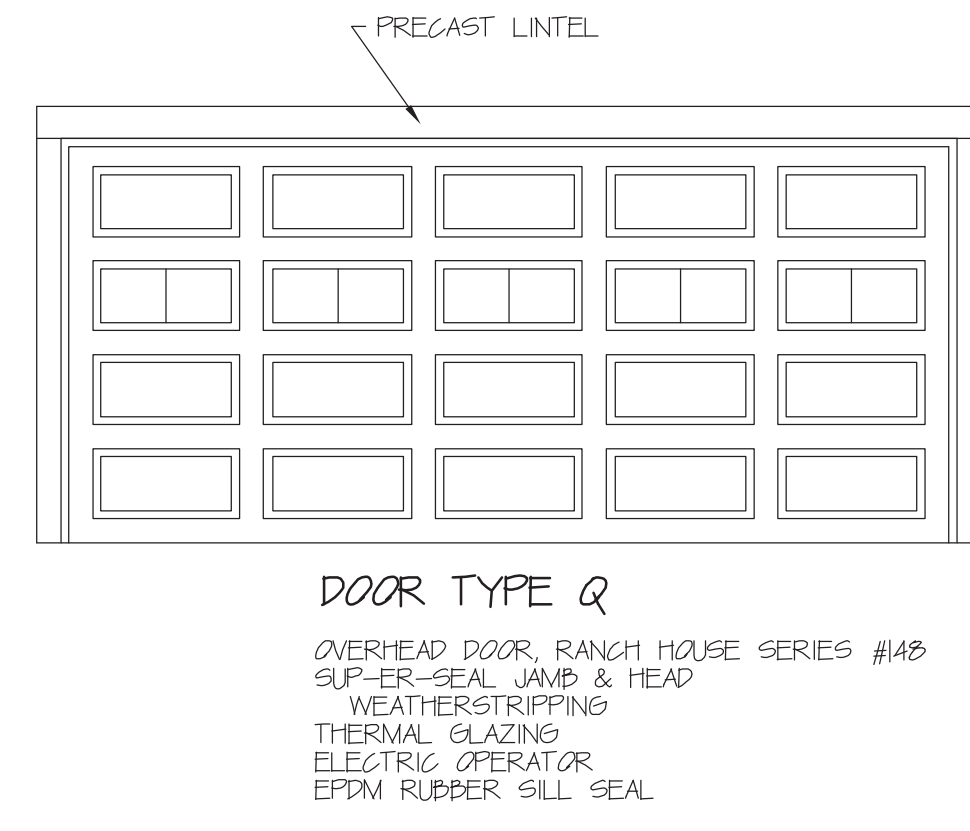 PRECAST LINTEL
DOOR TYPE Q
OVERHEAD DOOR, RANCH HOUSE SERIES #148
SUP-ER-SEAL JAMB & HEAD
WEATHERSTRIPPING
THERMAL GLAZING
ELECTRIC OPERATOR
EPDM RUBBER SILL SEAL